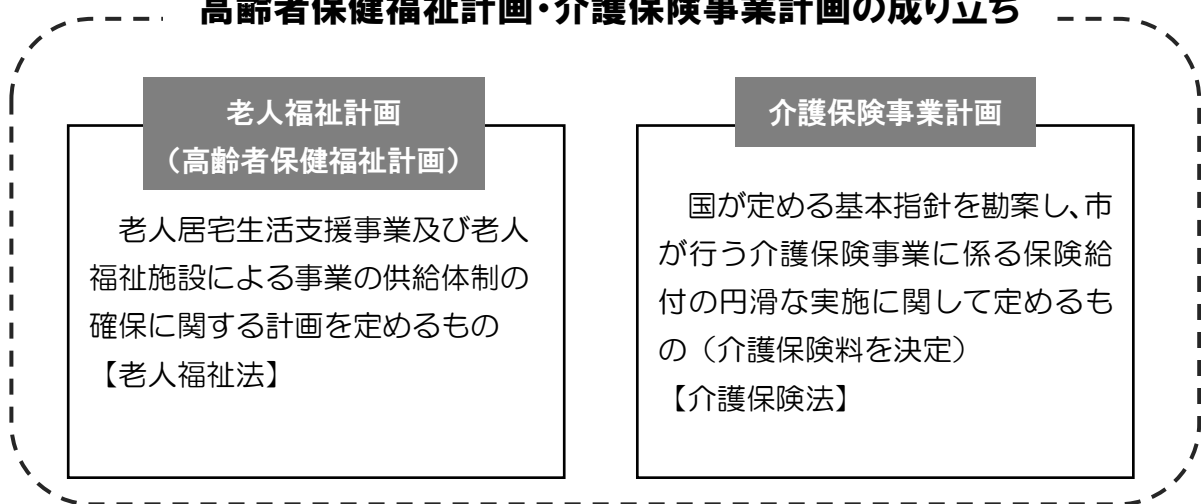 高齢者保健福祉計画・介護保険事業計画の成り立ち
老人福祉計画
（高齢者保健福祉計画）
老人居宅生活支援事業及び老人
福祉施設による事業の供給体制の
確保に関する計画を定めるもの
【老人福祉法】
介護保険事業計画
国が定める基本指針を勘案し、市
が行う介護保険事業に係る保険給
付の円滑な実施に関して定めるも
の（介護保険料を決定）
【介護保険法】